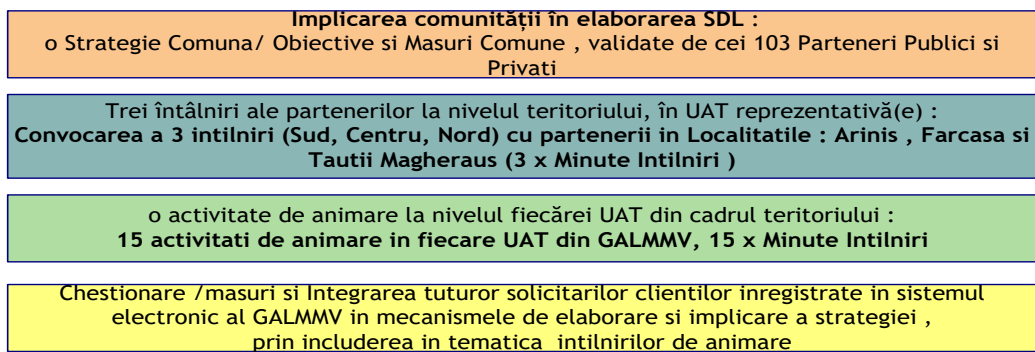 Implicarea comunității în elaborarea SDL :
o Strategie Comuna/ Obiective si Masuri Comune , validate de cei 103 Parteneri Publici si
Privati
Trei întâlniri ale partenerilor la nivelul teritoriului, în UAT reprezentativă(e) :
Convocarea a 3 intilniri (Sud, Centru, Nord) cu partenerii in Localitatile : Arinis , Farcasa si
Tautii Magheraus (3 x Minute Intilniri )
o activitate de animare la nivelul fiecărei UAT din cadrul teritoriului :
15 activitati de animare in fiecare UAT din GALMMV, 15 x Minute Intilniri
Chestionare /masuri si Integrarea tuturor solicitarilor clientilor inregistrate in sistemul
electronic al GALMMV in mecanismele de elaborare si implicare a strategiei ,
prin includerea in tematica intilnirilor de animare